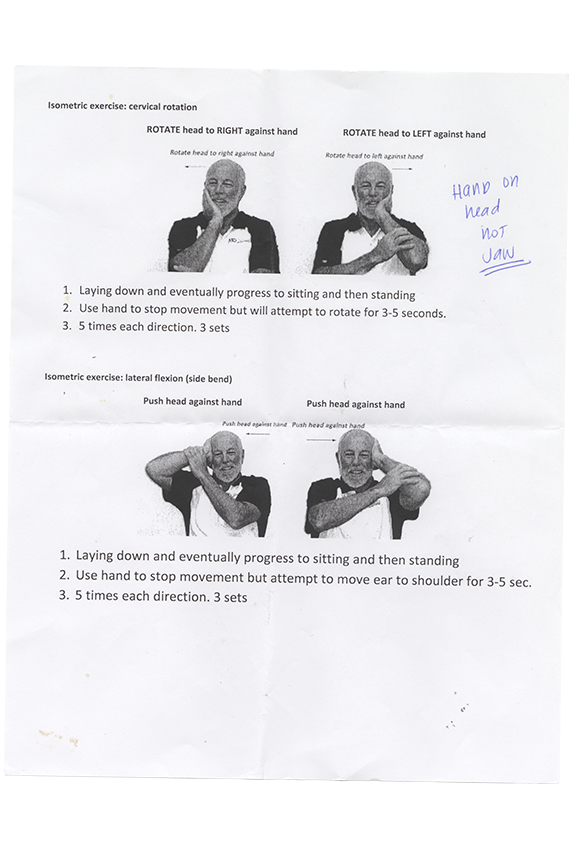 Isometric exercise: cervical rotation
ROTATE head to RIGHT against hand
ROTATE head to LEFT against hand
Rotate head to right against hand
Rotate head to left against hand
Hand on
head
not
jaw
1. Laying down and eventually progress to sitting and then standing
2. Use hand to stop movement but will attempt to rotate for 3-5 seconds.
3. 5 times each direction. 3 sets
Isometric exercise: lateral flexion (side bend)
Push head against hand
Push head against hand
Push head against hand
Push head against hand
1. Laying down and eventually progress to sitting and then standing
2. Use hand to stop movement but attempt to move ear to shoulder for 3-5 sec.
3. 5 times each direction. 3 sets